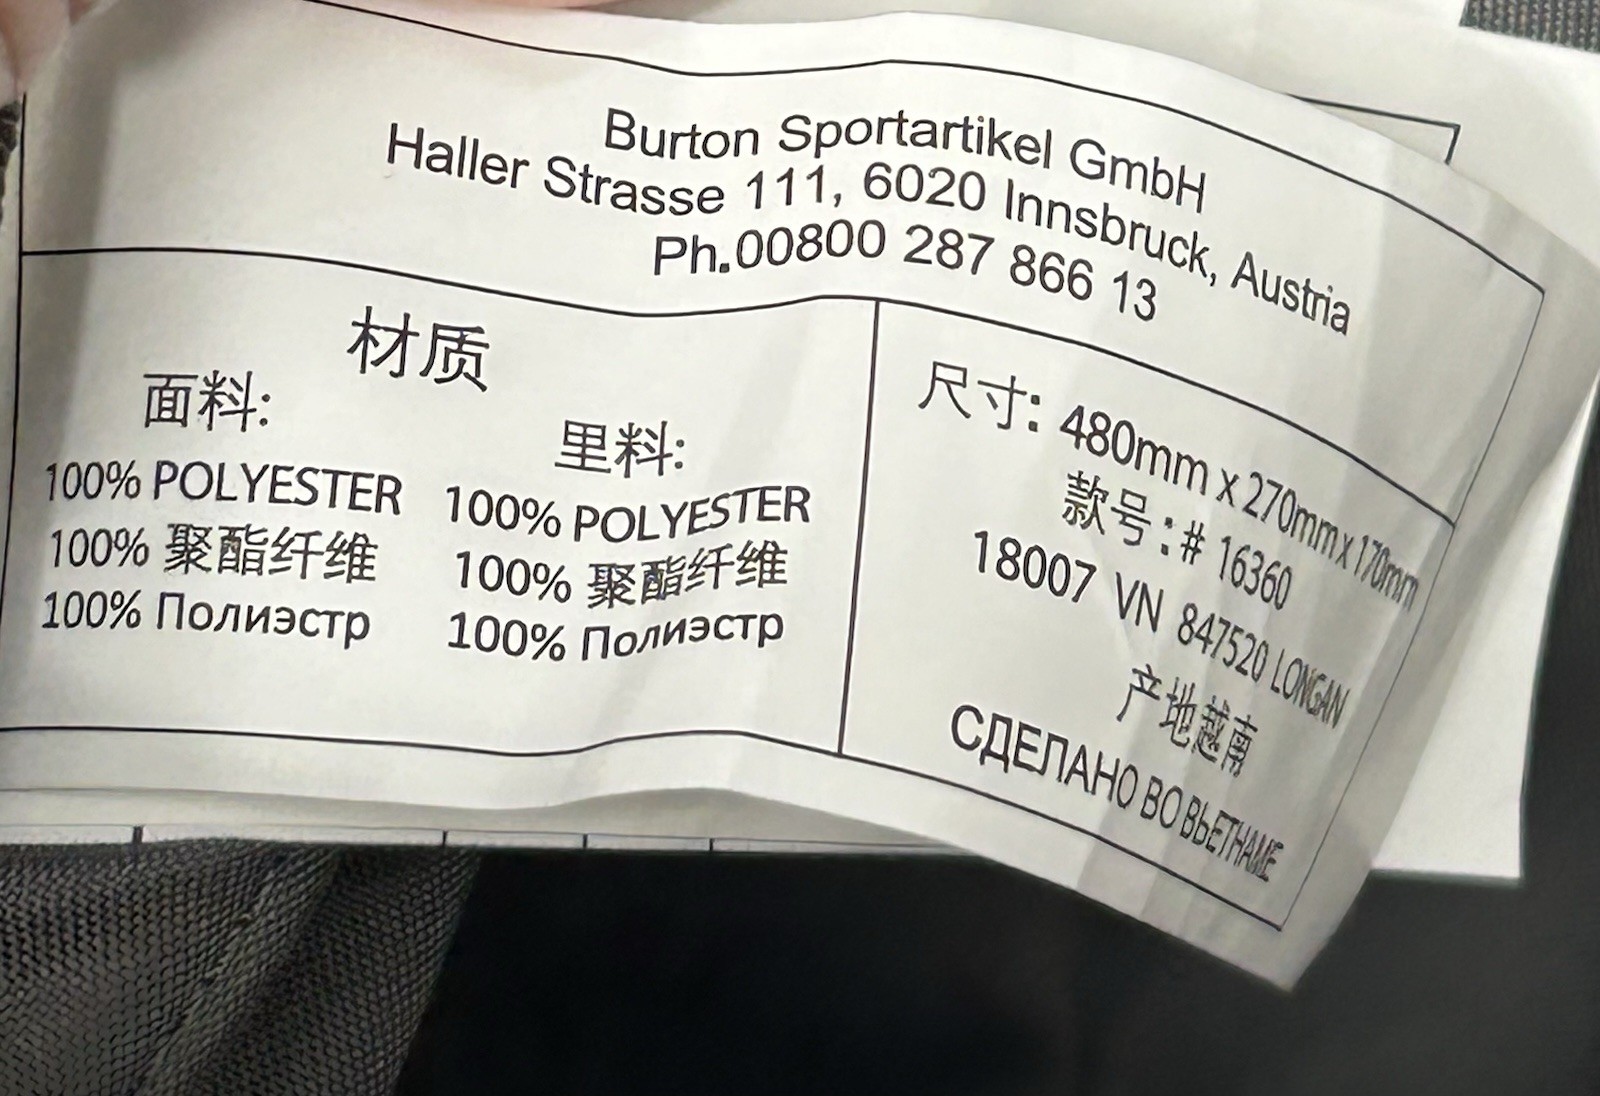 Burton Sportartikel GmbH
Haller Strasse 111, 6020 Innsbruck, Austria
Ph.00800 287 866 13
材质
面料:
100% POLYESTER
100% 聚酯纤维
100% Полиэстр
里料:
100% POLYESTER
100% 聚酯纤维
100% Полиэстр
尺寸: 480mm x 270mm x 170mm
款号:# 16360
18007 VN 847520 LONGAN
产地越南
СДЕЛАНО ВО ВЬЕТНАМЕ